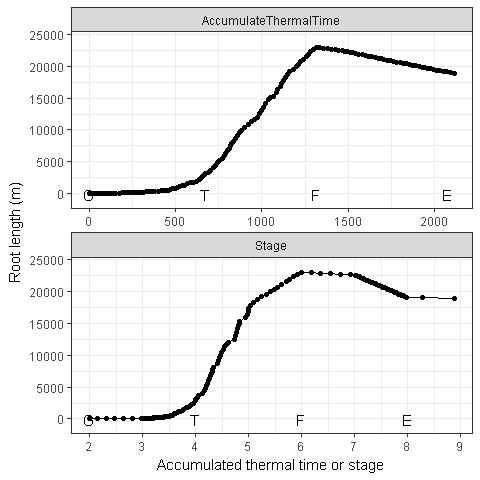 AccumulateThermalTime
25000
20000
15000
10000
5000
0
G T F E
0 500 1000 1500 2000
Stage
25000
20000
15000
10000
5000
0
G T F E
2 3 4 5 6 7 8 9
Root length (m)
Accumulated thermal time or stage